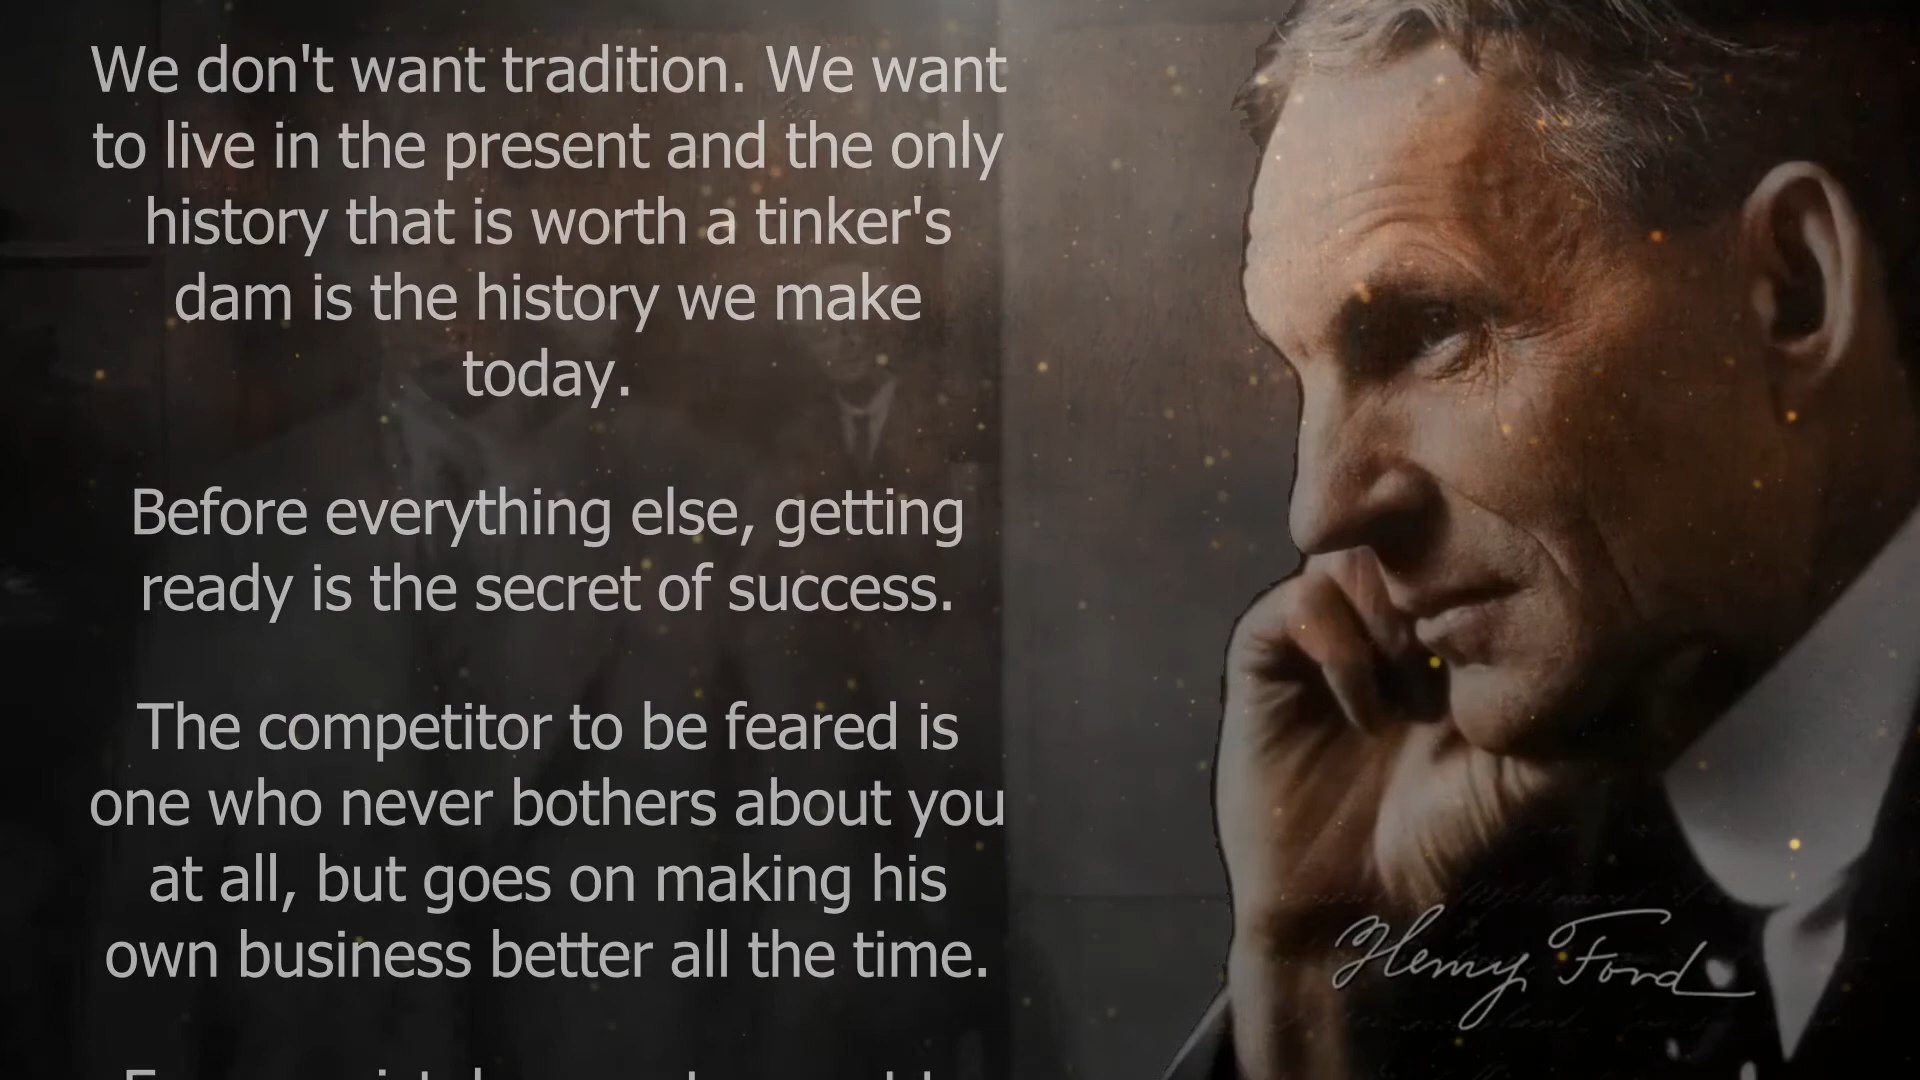 We don't want tradition. We want
to live in the present and the only
history that is worth a tinker's
dam is the history we make
today.
Before everything else, getting
ready is the secret of success.
The competitor to be feared is
one who never bothers about you
at all, but goes on making his
own business better all the time.
Henry Ford